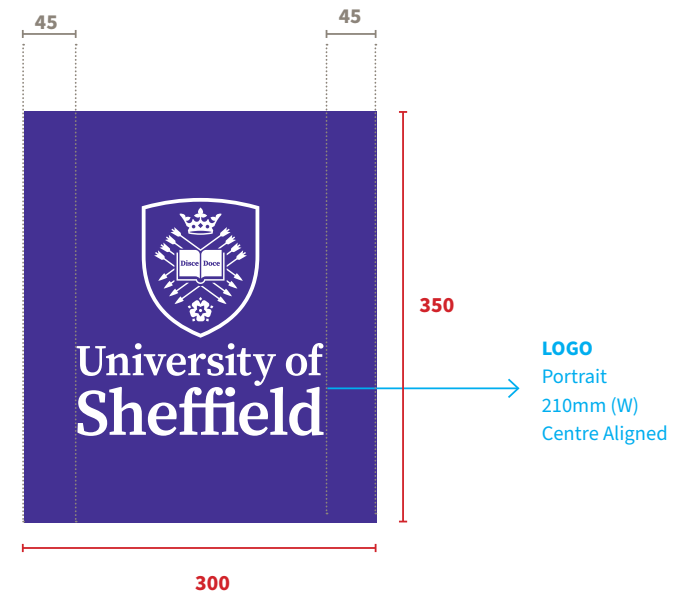 45
45
Disce Doce
University of
Sheffield
350
LOGO
Portrait
210mm (W)
Centre Aligned
300